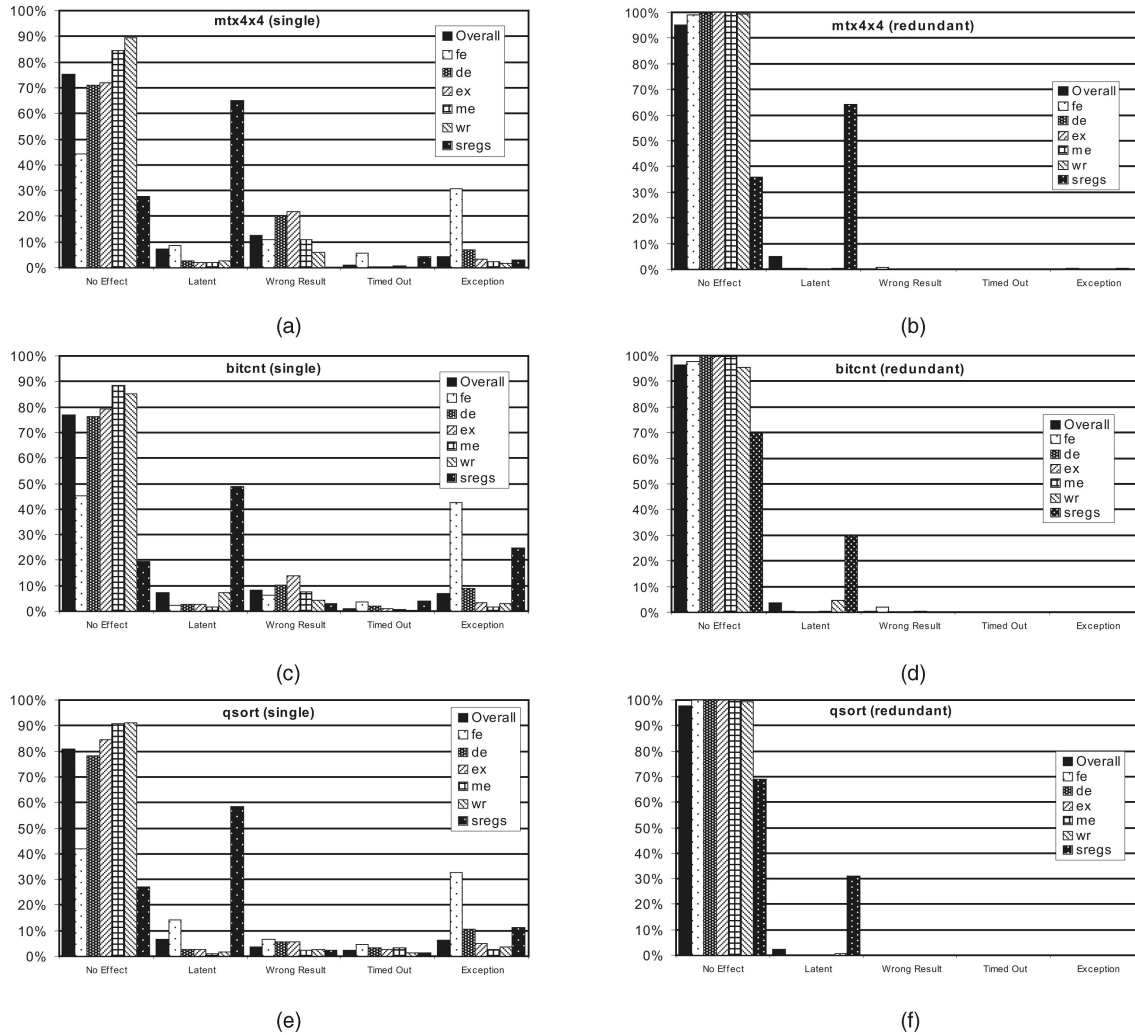 mtx4x4 (single)
100%
90%
80%
70%
60%
50%
40%
30%
20%
10%
0%
Overall
fe
de
ex
me
wr
sregs
No Effect
Latent
Wrong Result
Timed Out
Exception
(a)
mtx4x4 (redundant)
100%
90%
80%
70%
60%
50%
40%
30%
20%
10%
0%
Overall
fe
de
ex
me
wr
sregs
No Effect
Latent
Wrong Result
Timed Out
Exception
(b)
bitcnt (single)
100%
90%
80%
70%
60%
50%
40%
30%
20%
10%
0%
Overall
fe
de
ex
me
wr
sregs
No Effect
Latent
Wrong Result
Timed Out
Exception
(c)
bitcnt (redundant)
100%
90%
80%
70%
60%
50%
40%
30%
20%
10%
0%
Overall
fe
de
ex
me
wr
sregs
No Effect
Latent
Wrong Result
Timed Out
Exception
(d)
qsort (single)
100%
90%
80%
70%
60%
50%
40%
30%
20%
10%
0%
Overall
fe
de
ex
me
wr
sregs
No Effect
Latent
Wrong Result
Timed Out
Exception
(e)
qsort (redundant)
100%
90%
80%
70%
60%
50%
40%
30%
20%
10%
0%
Overall
fe
de
ex
me
wr
sregs
No Effect
Latent
Wrong Result
Timed Out
Exception
(f)